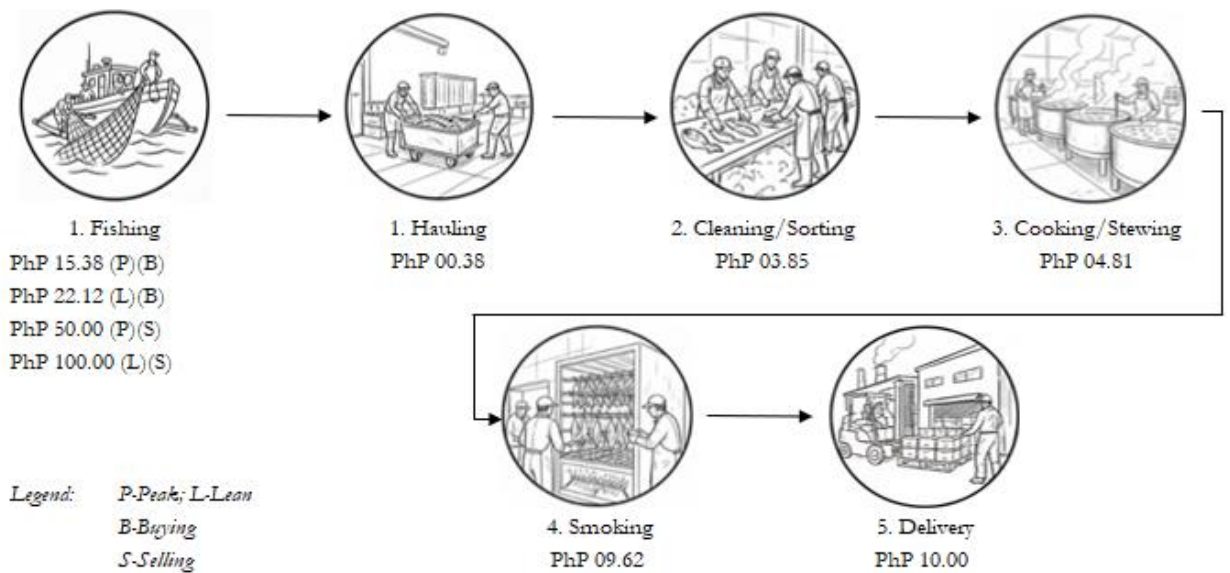 1. Fishing
PhP 15.38 (P)(B)
PhP 22.12 (L)(B)
PhP 50.00 (P)(S)
PhP 100.00 (L)(S)
1. Hauling
PhP 00.38
2. Cleaning/Sorting
PhP 03.85
3. Cooking/Stewing
PhP 04.81
4. Smoking
PhP 09.62
5. Delivery
PhP 10.00
Legend: P-Peak; L-Lean
B-Buying
S-Selling